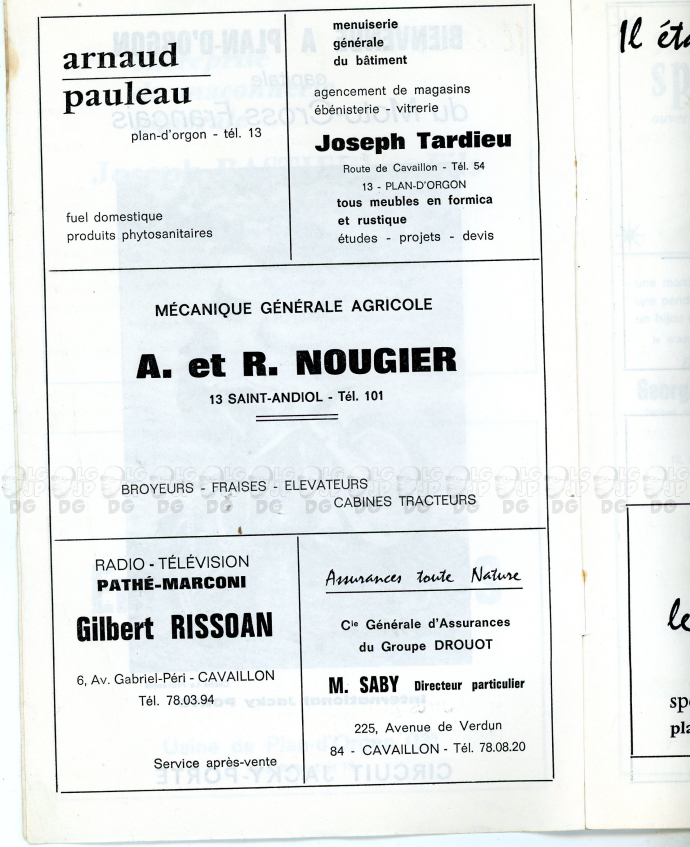 arnaud
pauleau
plan-d'orgon - tél. 13
fuel domestique
produits phytosanitaires
menuiserie
générale
du bâtiment
agencement de magasins
ébénisterie - vitrerie
Joseph Tardieu
Route de Cavaillon - Tél. 54
13 - PLAN-D'ORGON
tous meubles en formica
et rustique
études - projets - devis
MÉCANIQUE GÉNÉRALE AGRICOLE
A. et R. NOUGIER
13 SAINT-ANDIOL - Tél. 101
BROYEURS - FRAISES - ELEVATEURS
CABINES TRACTEURS
RADIO - TÉLÉVISION
PATHÉ-MARCONI
Gilbert RISSOAN
6, Av. Gabriel-Péri - CAVAILLON
Tél. 78.03.94
Service après-vente
Assurances toute Nature
Cie Générale d'Assurances
du Groupe DROUOT
M. SABY Directeur particulier
225, Avenue de Verdun
84 - CAVAILLON - Tél. 78.08.20
Il éta
le
spé
pla